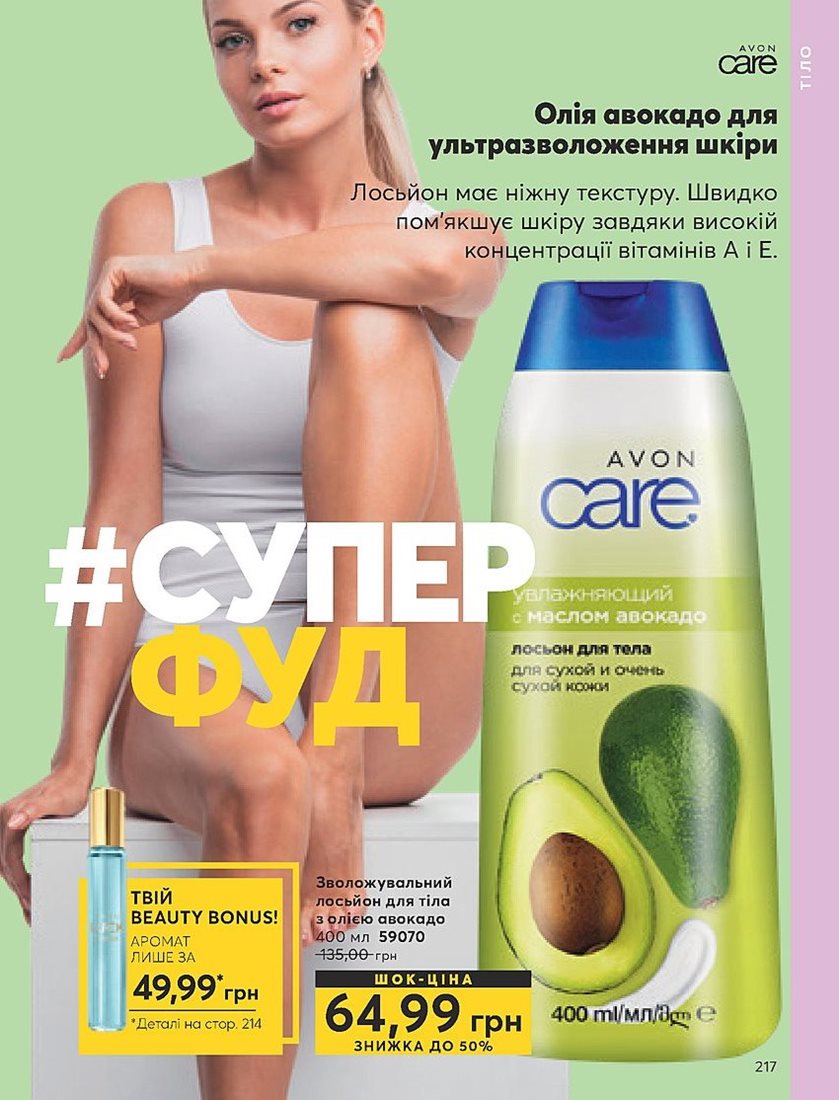 AVON
care
ТІЛО
Олія авокадо для
ультразволоження шкіри
Лосьйон має ніжну текстуру. Швидко
пом'якшує шкіру завдяки високій
концентрації вітамінів А і Е.
AVON
care
увлажняющий
с маслом авокадо
лосьон для тела
для сухой и очень
сухой кожи
400 ml/мл/მლ e
#СУПЕР
ФУД
ТВІЙ
BEAUTY BONUS!
АРОМАТ
ЛИШЕ ЗА
49,99* грн
*Деталі на стор. 214
Зволожувальний
лосьйон для тіла
з олією авокадо
400 мл 59070
135,00 грн
ШОК-ЦІНА
64,99 грн
ЗНИЖКА ДО 50%
217